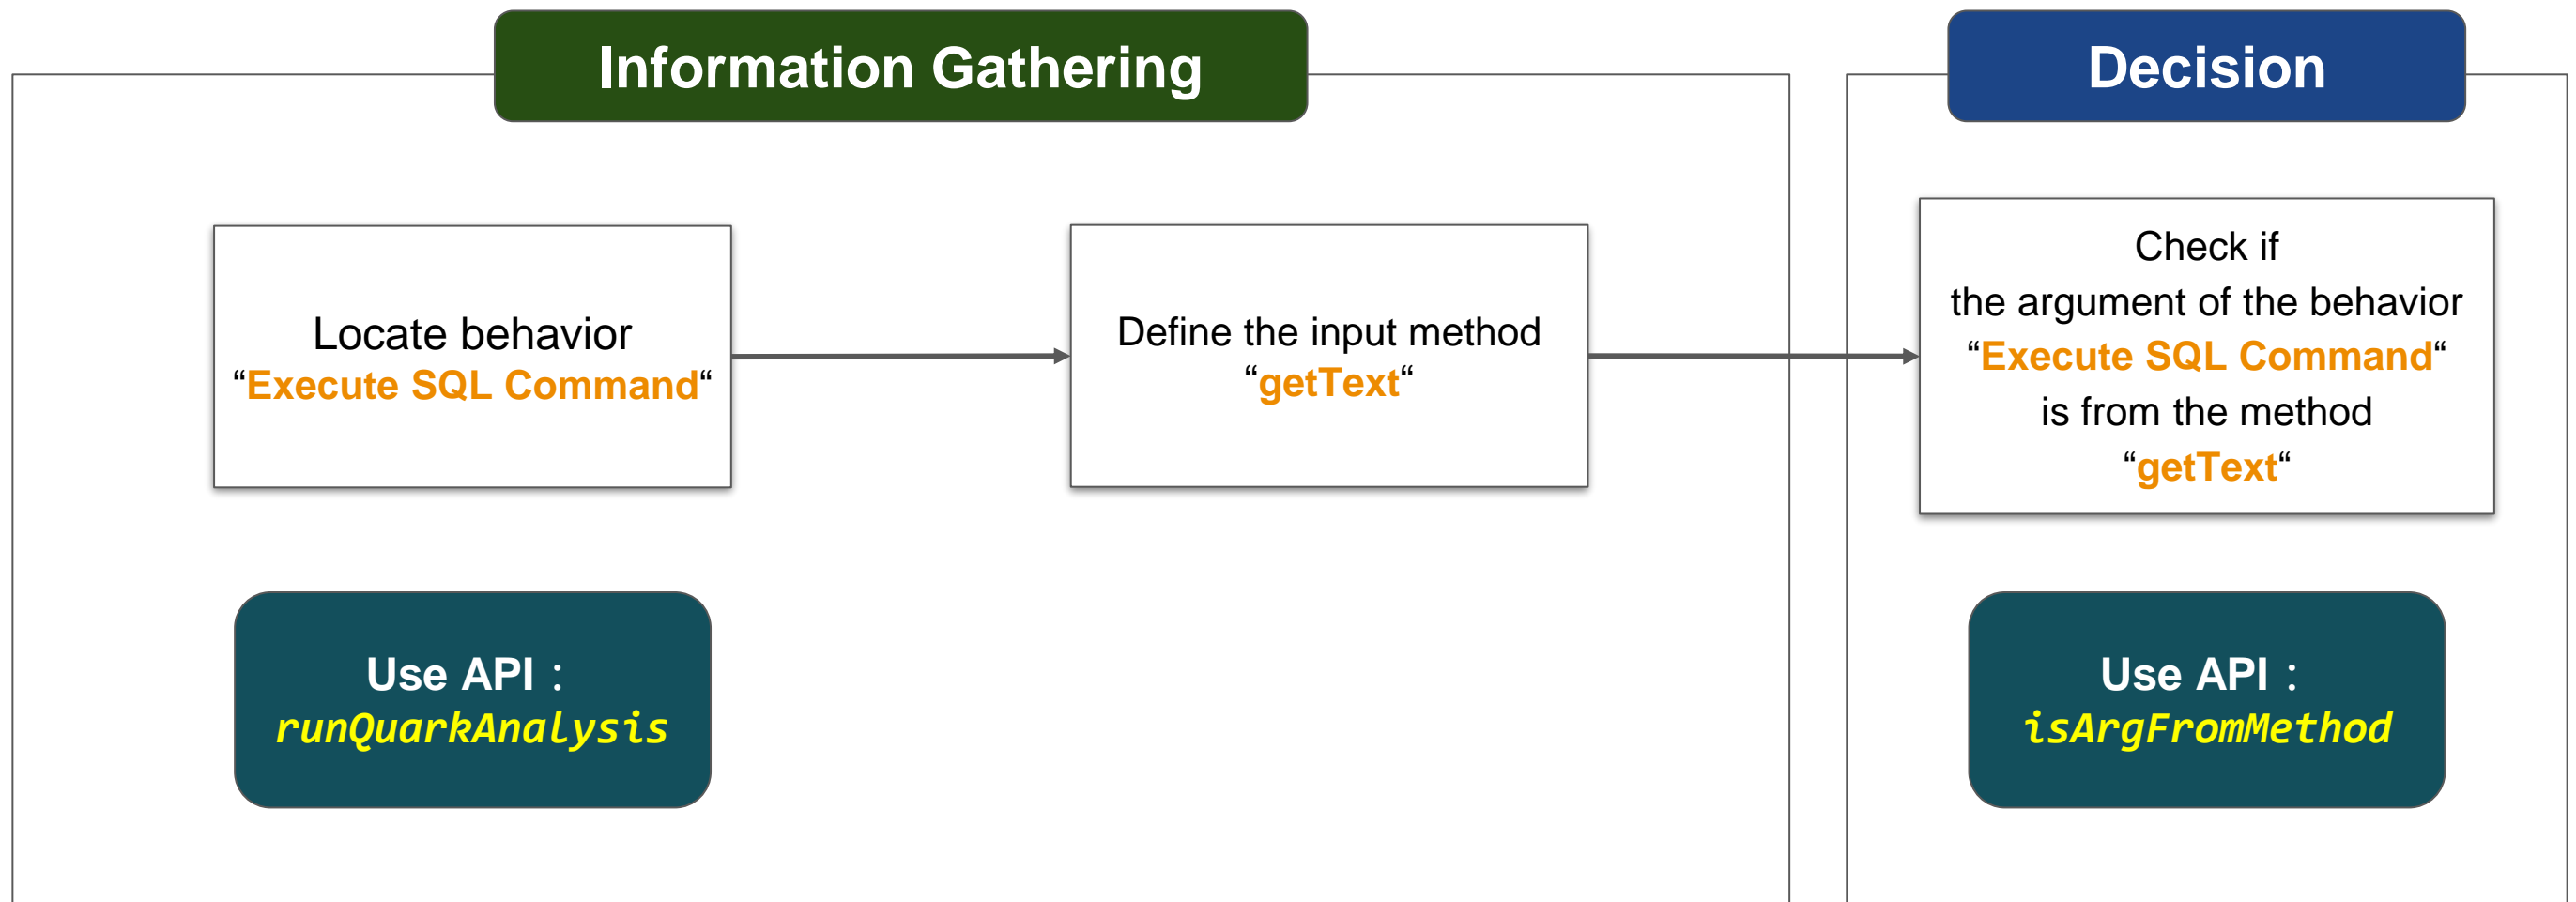 Information Gathering
Decision
Locate behavior
“Execute SQL Command“
Define the input method
“getText“
Check if
the argument of the behavior
“Execute SQL Command“
is from the method
“getText“
Use API：
runQuarkAnalysis
Use API：
isArgFromMethod